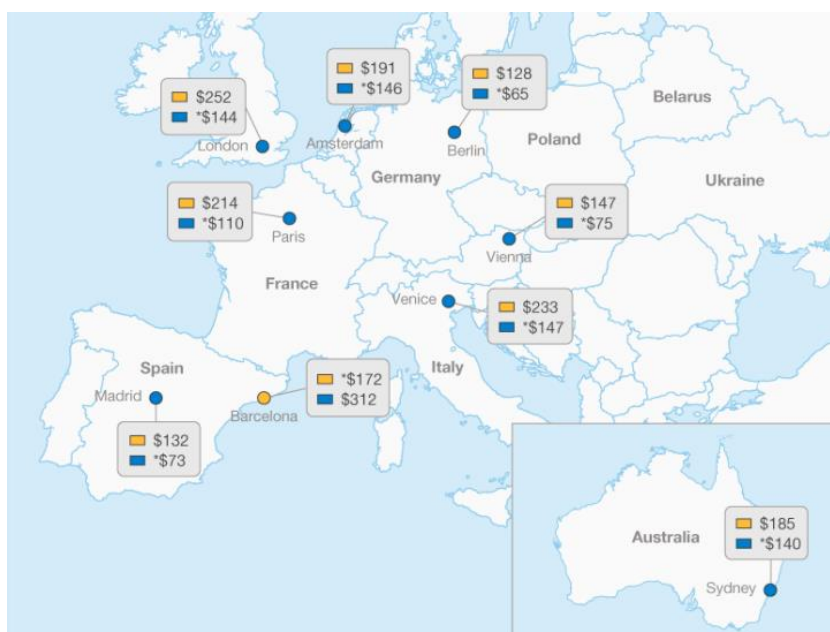 $252
*$144
London
$191
*$146
Amsterdam
$128
*$65
Berlin
Belarus
Poland
Germany
Ukraine
$214
*$110
Paris
$147
*$75
Vienna
France
Venice
$233
*$147
Italy
Spain
Madrid
*$172
$312
Barcelona
$132
*$73
Australia
$185
*$140
Sydney